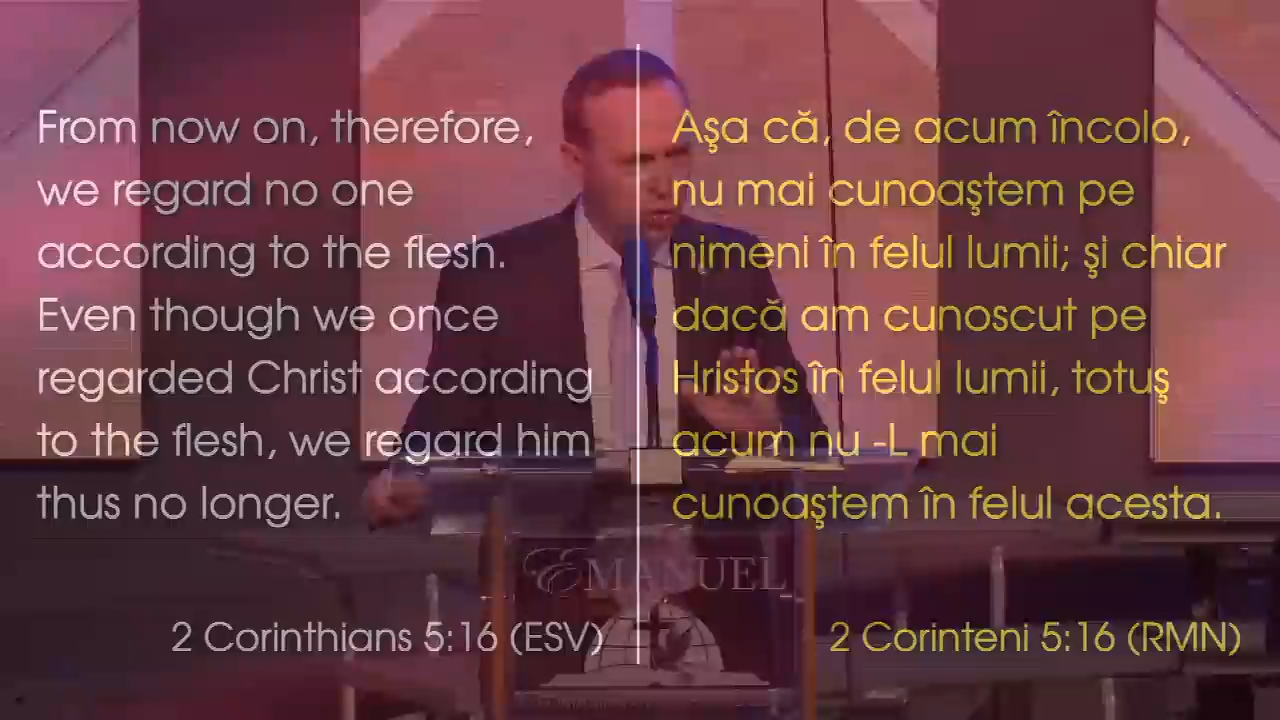 From now on, therefore,
we regard no one
according to the flesh.
Even though we once
regarded Christ according
to the flesh, we regard him
thus no longer.
2 Corinthians 5:16 (ESV)
Aşa că, de acum încolo,
nu mai cunoaştem pe
nimeni în felul lumii; şi chiar
dacă am cunoscut pe
Hristos în felul lumii, totuş
acum nu -L mai
cunoaştem în felul acesta.
2 Corinteni 5:16 (RMN)
EMANUEL